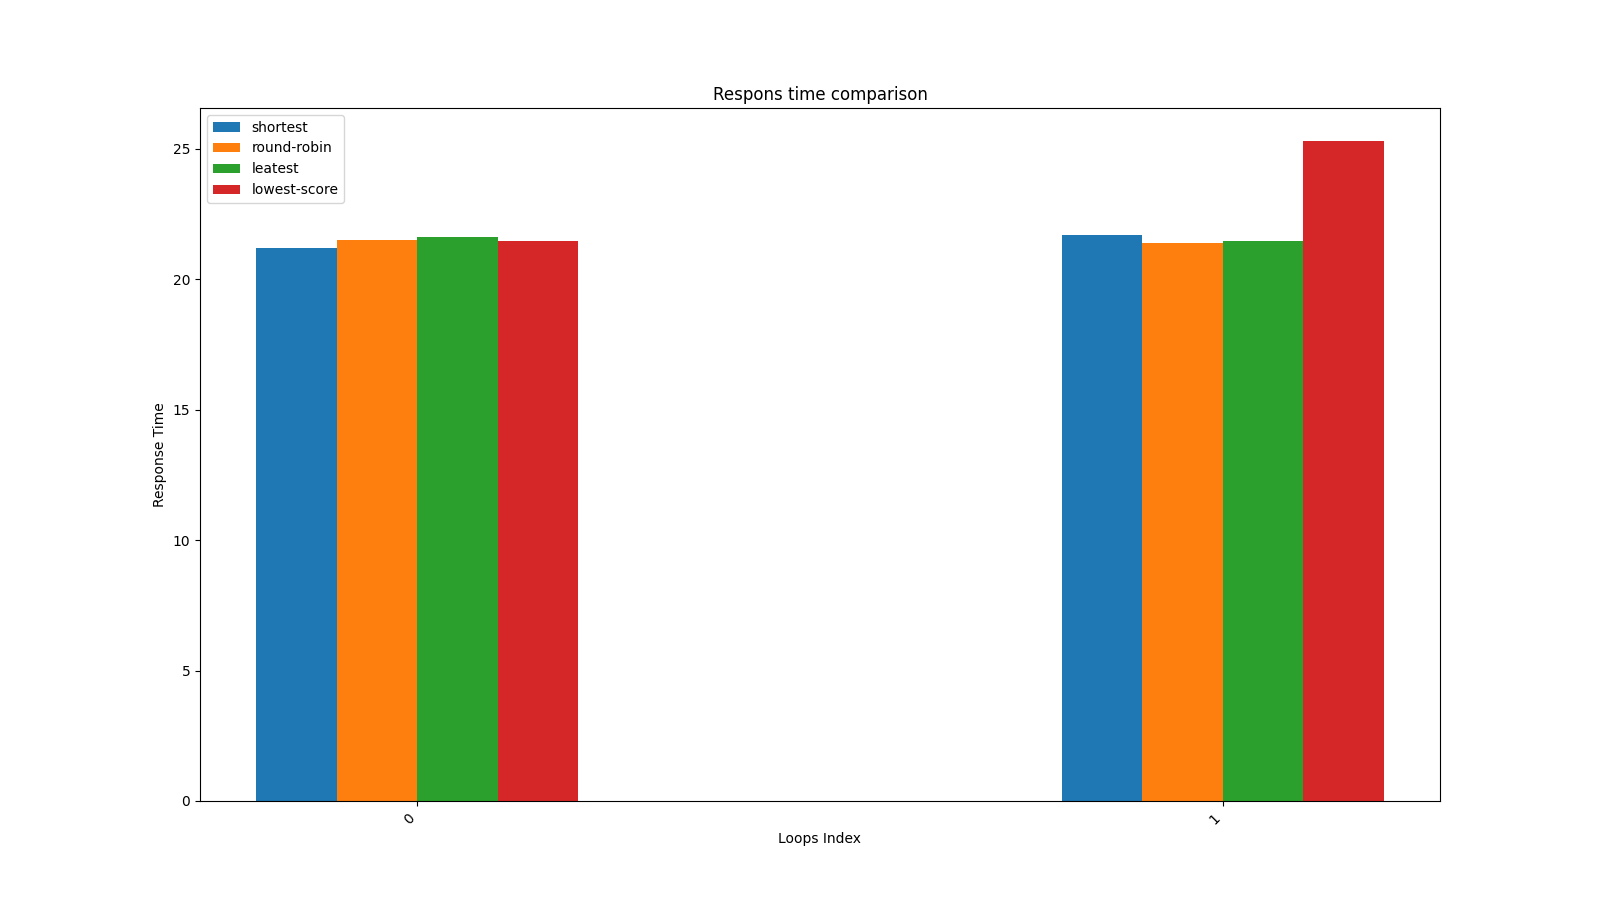 Respons time comparison
shortest
round-robin
leatest
lowest-score
25
20
15
10
5
0
Response Time
0
1
Loops Index